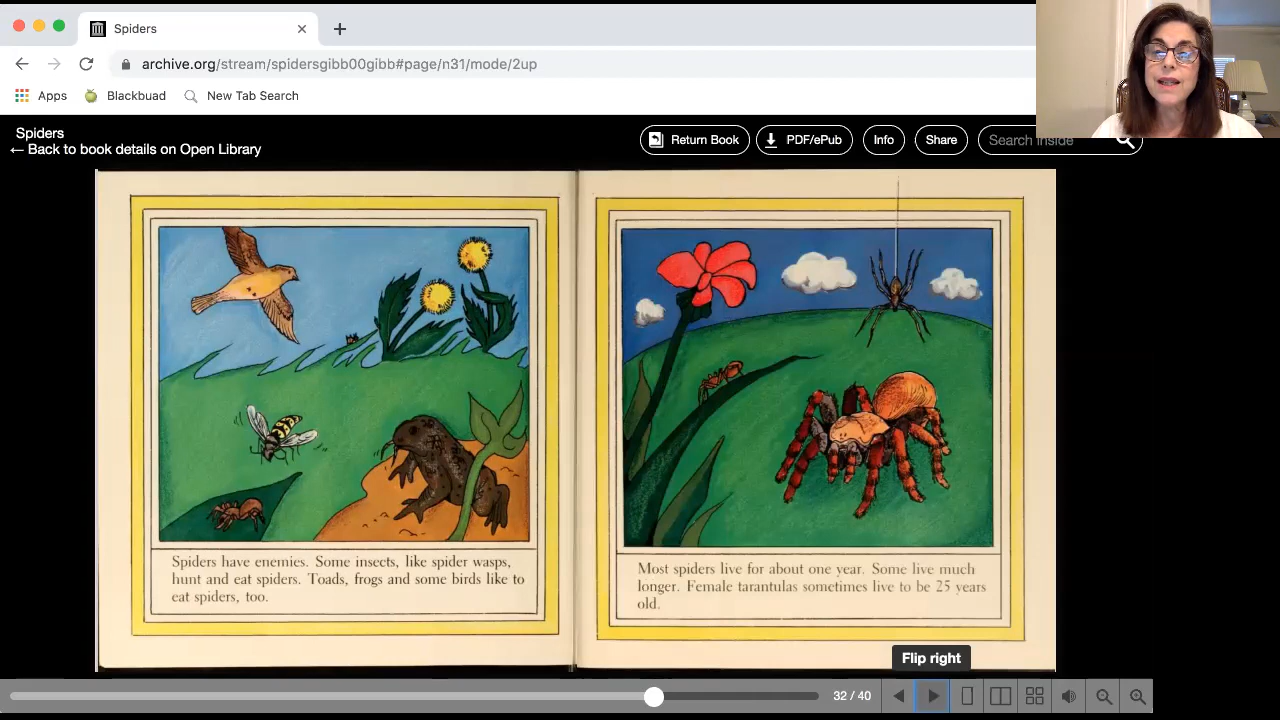 Spiders
archive.org/stream/spidersgibb00gibb#page/n31/mode/2up
Apps Blackbuad New Tab Search
Spiders
← Back to book details on Open Library
Return Book PDF/ePub Info Share Search inside
Spiders have enemies. Some insects, like spider wasps,
hunt and eat spiders. Toads, frogs and some birds like to
eat spiders, too.
Most spiders live for about one year. Some live much
longer. Female tarantulas sometimes live to be 25 years
old.
Flip right
32 / 40